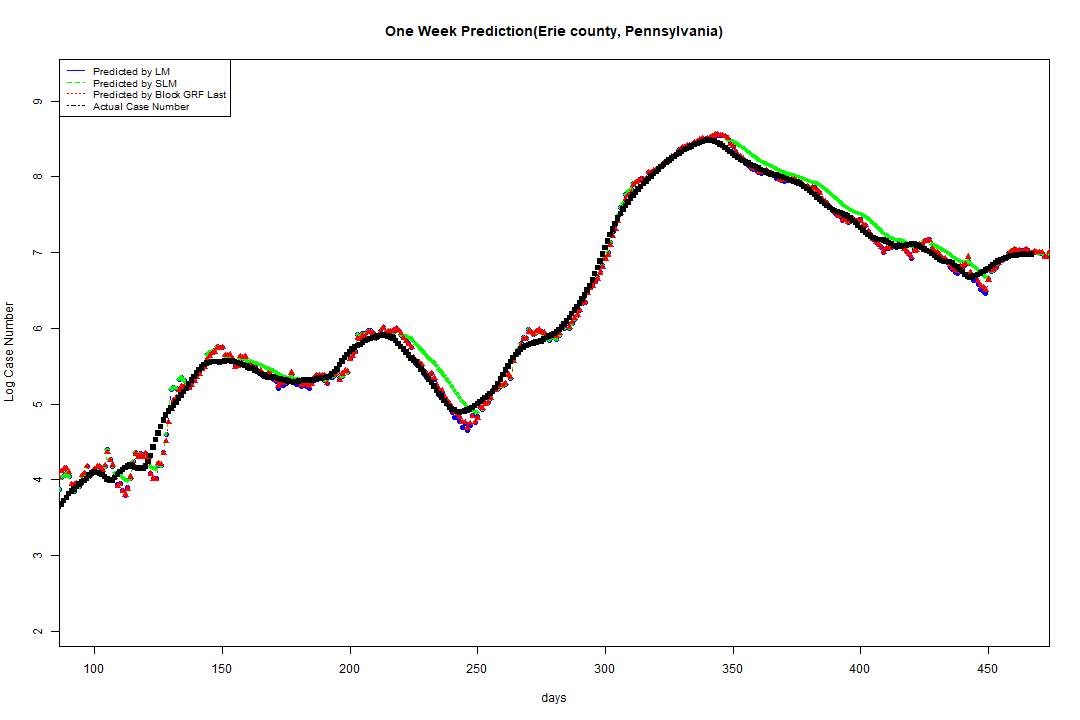 One Week Prediction(Erie county, Pennsylvania)
Predicted by LM
Predicted by SLM
Predicted by Block GRF Last
Actual Case Number
9
8
7
6
5
4
3
2
Log Case Number
100 150 200 250 300 350 400 450
days